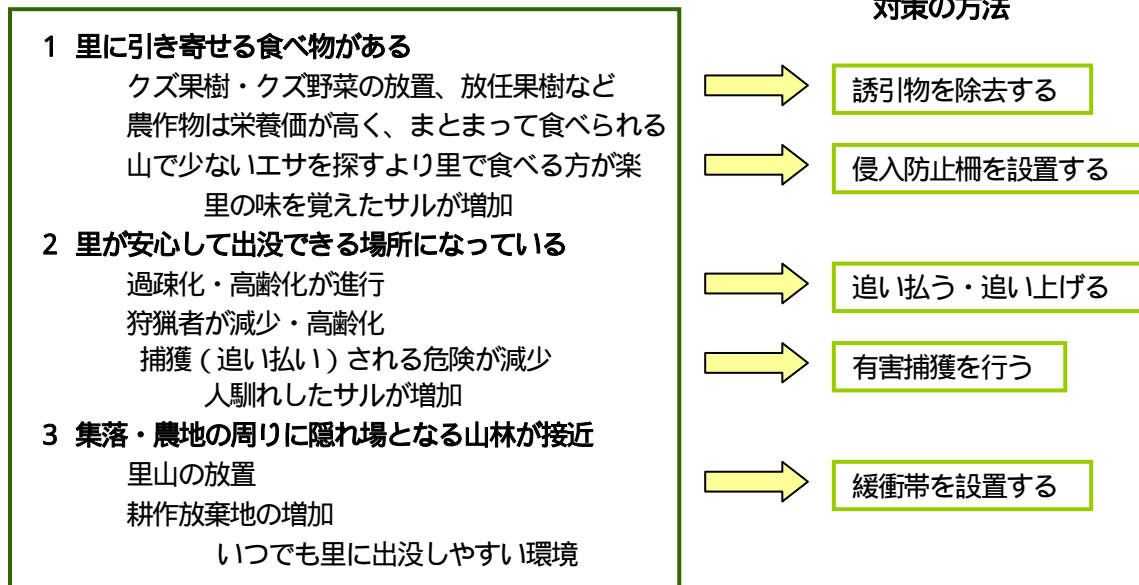 対策の方法
1 里に引き寄せる食べ物がある
クズ果樹・クズ野菜の放置、放任果樹など
農作物は栄養価が高く、まとまって食べられる
山で少ないエサを探すより里で食べる方が楽
里の味を覚えたサルが増加
2 里が安心して出没できる場所になっている
過疎化・高齢化が進行
狩猟者が減少・高齢化
捕獲(追い払い)される危険が減少
人馴れしたサルが増加
3 集落・農地の周りに隠れ場となる山林が接近
里山の放置
耕作放棄地の増加
いつでも里に出没しやすい環境
誘引物を除去する
侵入防止柵を設置する
追い払う・追い上げる
有害捕獲を行う
緩衝帯を設置する